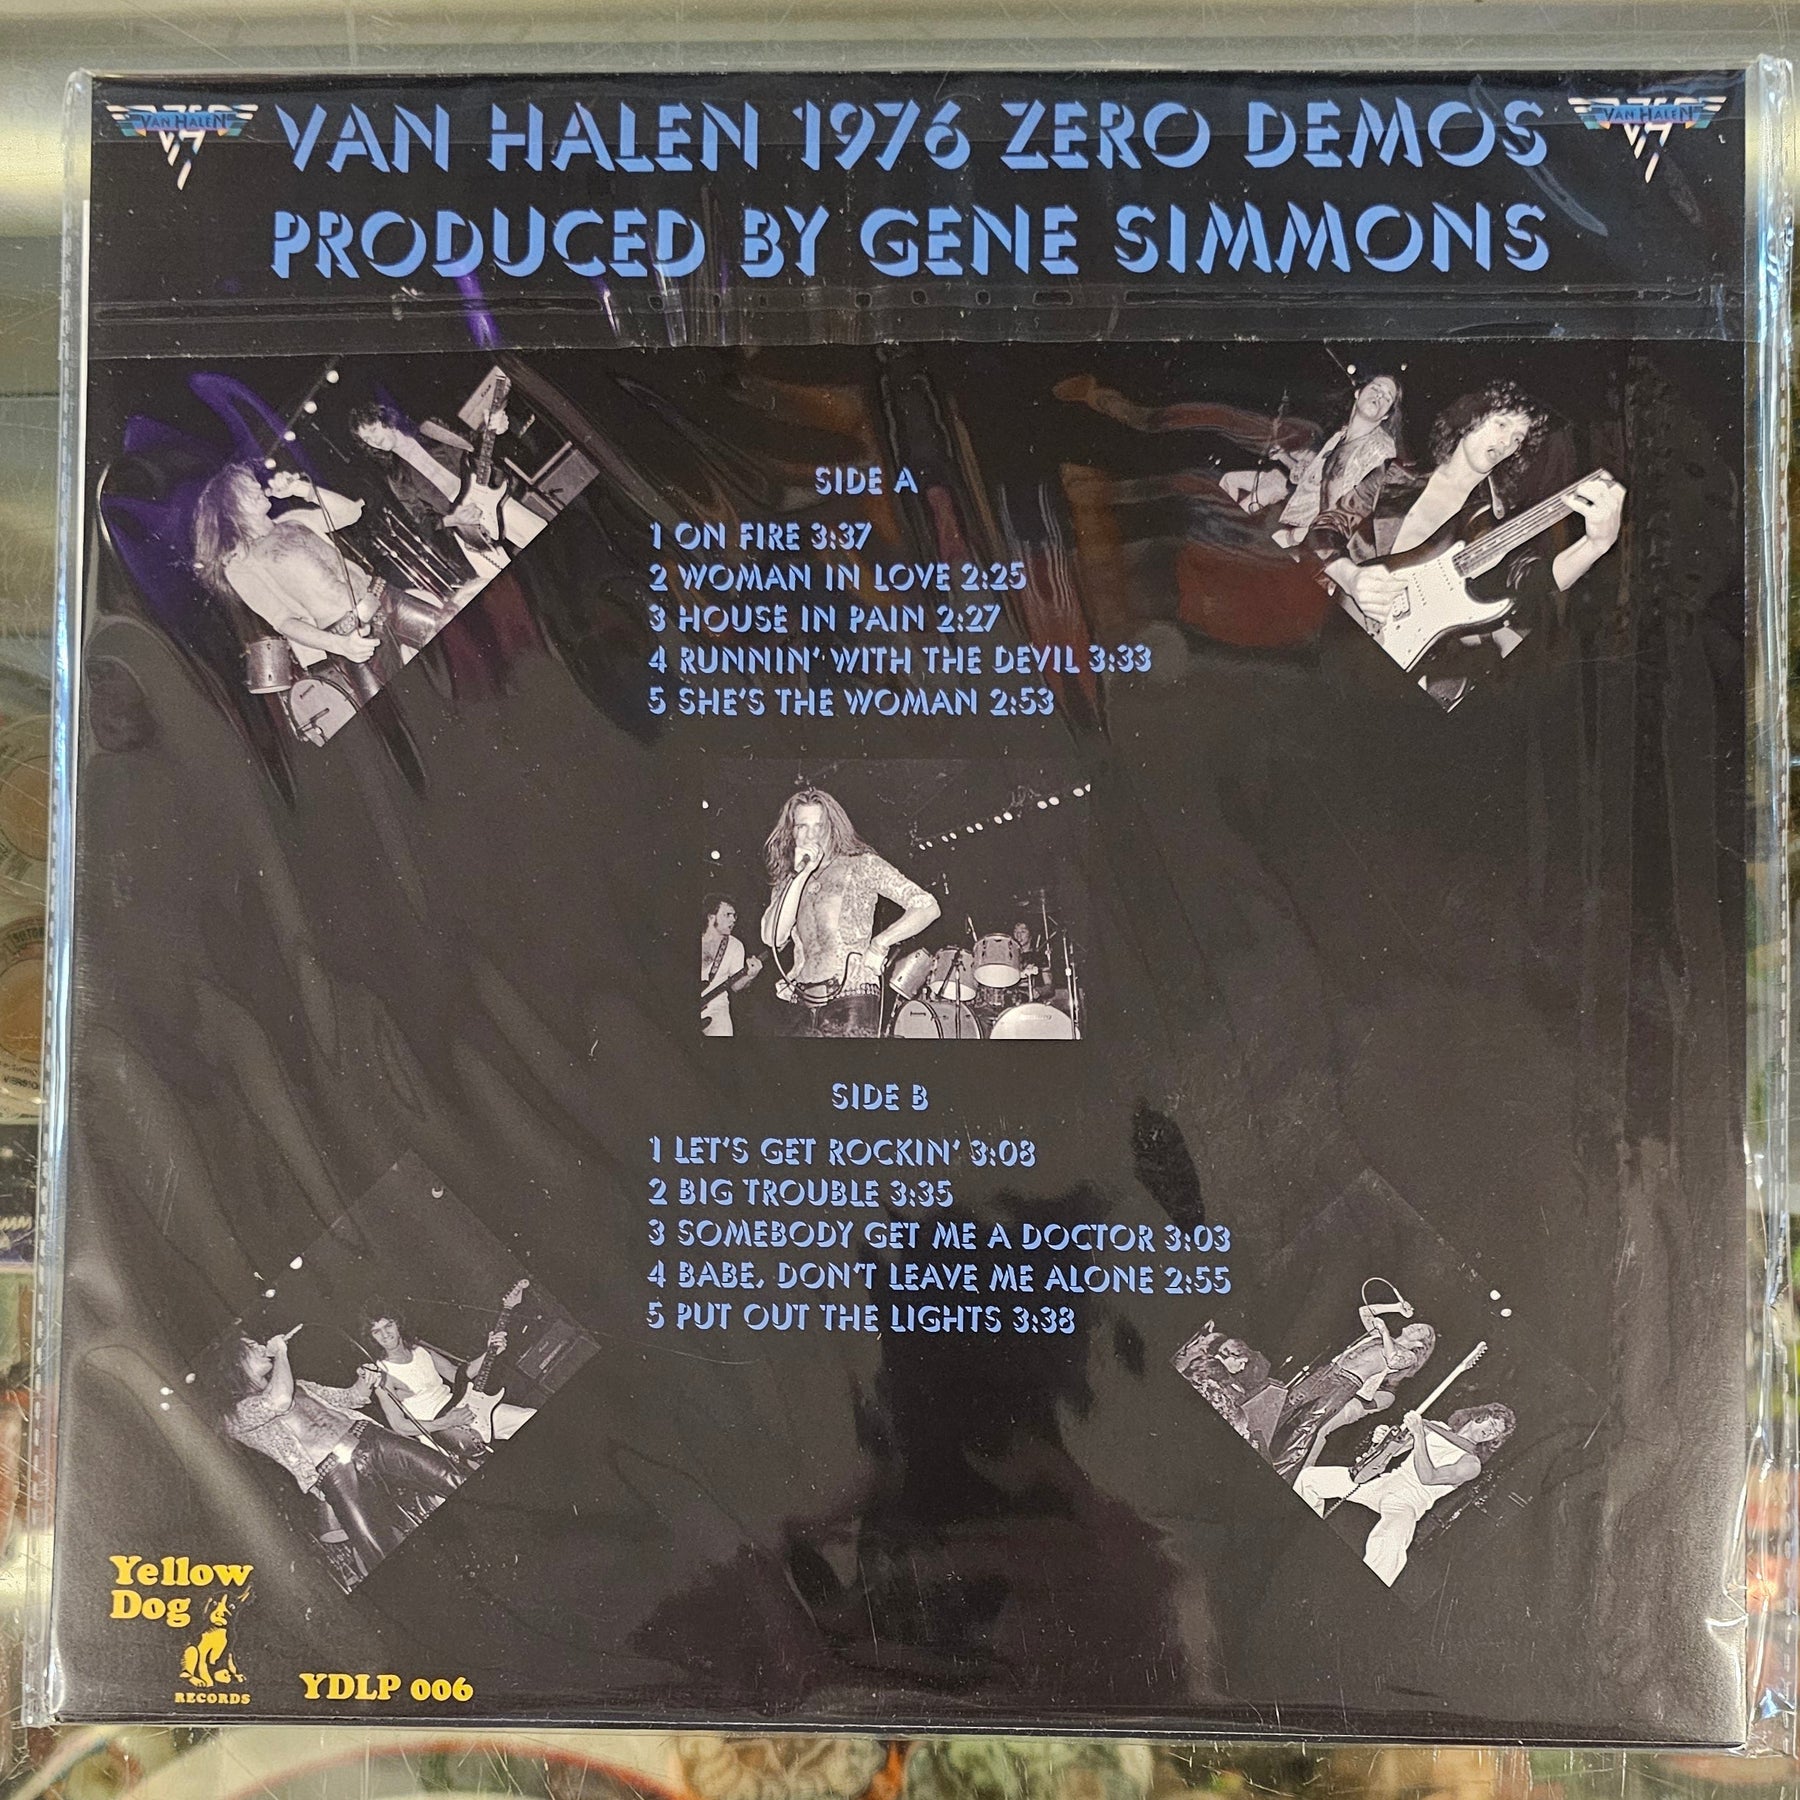 VAN HALEN
VAN HALEN 1976 ZERO DEMOS
VAN HALEN
PRODUCED BY GENE SIMMONS
SIDE A
1 ON FIRE 3:37
2 WOMAN IN LOVE 2:25
3 HOUSE IN PAIN 2:27
4 RUNNIN' WITH THE DEVIL 3:33
5 SHE'S THE WOMAN 2:53
SIDE B
1 LET'S GET ROCKIN' 3:08
2 BIG TROUBLE 3:35
3 SOMEBODY GET ME A DOCTOR 3:03
4 BABE, DON'T LEAVE ME ALONE 2:55
5 PUT OUT THE LIGHTS 3:38
Yellow
Dog
RECORDS
YDLP 006